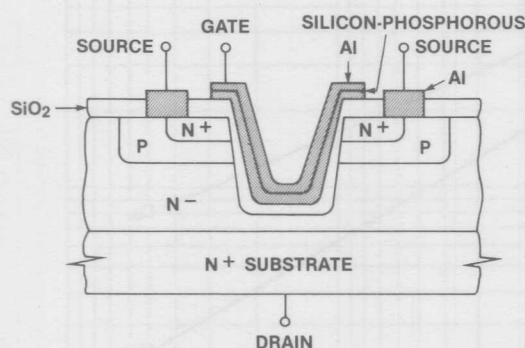 SILICON-PHOSPHOROUS
GATE
Al
SOURCE
SOURCE
Al
SiO2
N+
N+
P
P
N−
N+ SUBSTRATE
DRAIN